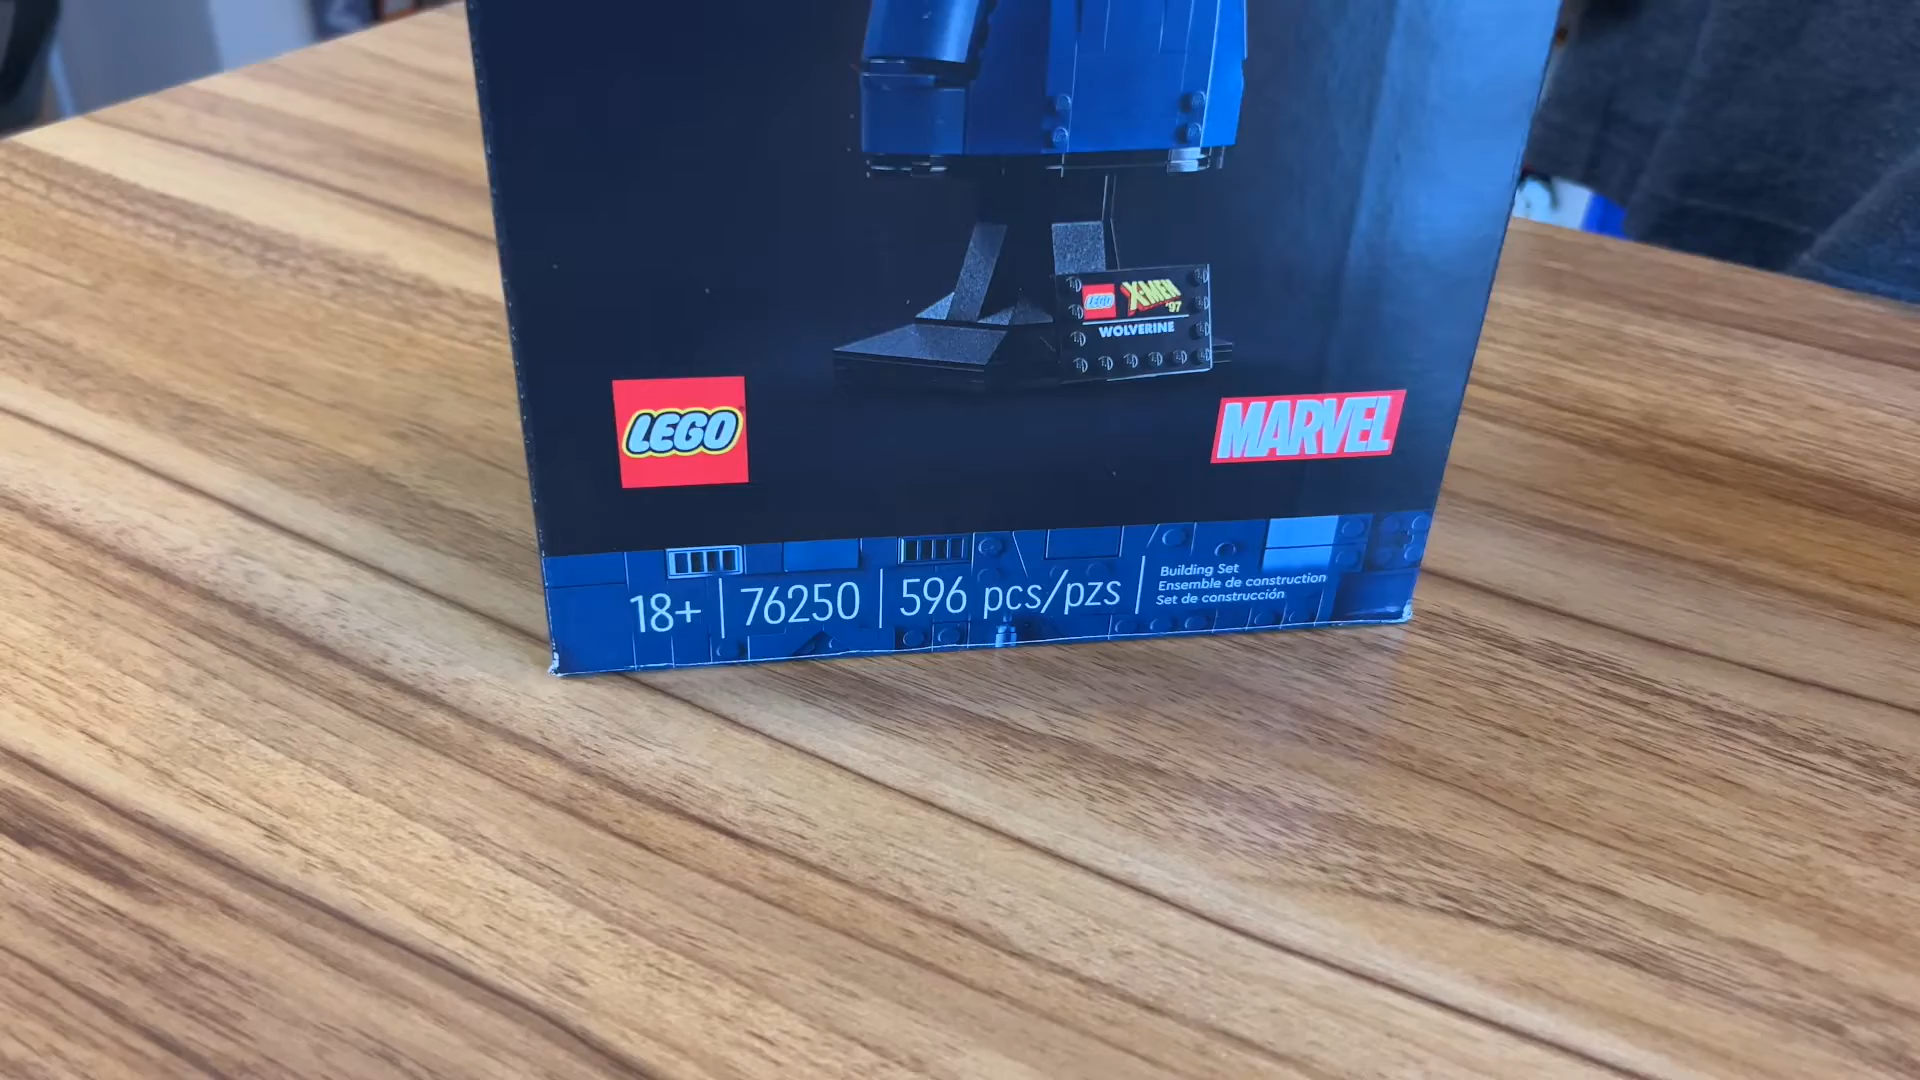 LEGO X-MEN
'97
WOLVERINE
LEGO
MARVEL
18+ | 76250 | 596 pcs/pzs
Building Set
Ensemble de construction
Set de construcción